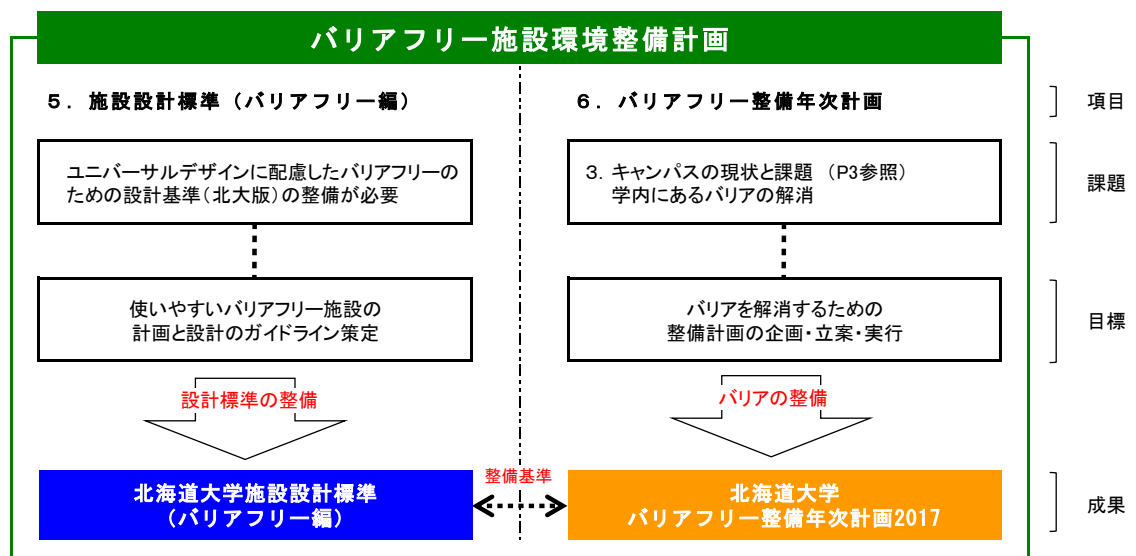 バリアフリー施設環境整備計画
５．施設設計標準（バリアフリー編）
６．バリアフリー整備年次計画
項目
ユニバーサルデザインに配慮したバリアフリーの
ための設計基準（北大版）の整備が必要
３．キャンパスの現状と課題　（P3参照）
学内にあるバリアの解消
課題
使いやすいバリアフリー施設の
計画と設計のガイドライン策定
バリアを解消するための
整備計画の企画・立案・実行
目標
設計標準の整備
バリアの整備
北海道大学施設設計標準
（バリアフリー編）
整備基準
北海道大学
バリアフリー整備年次計画2017
成果